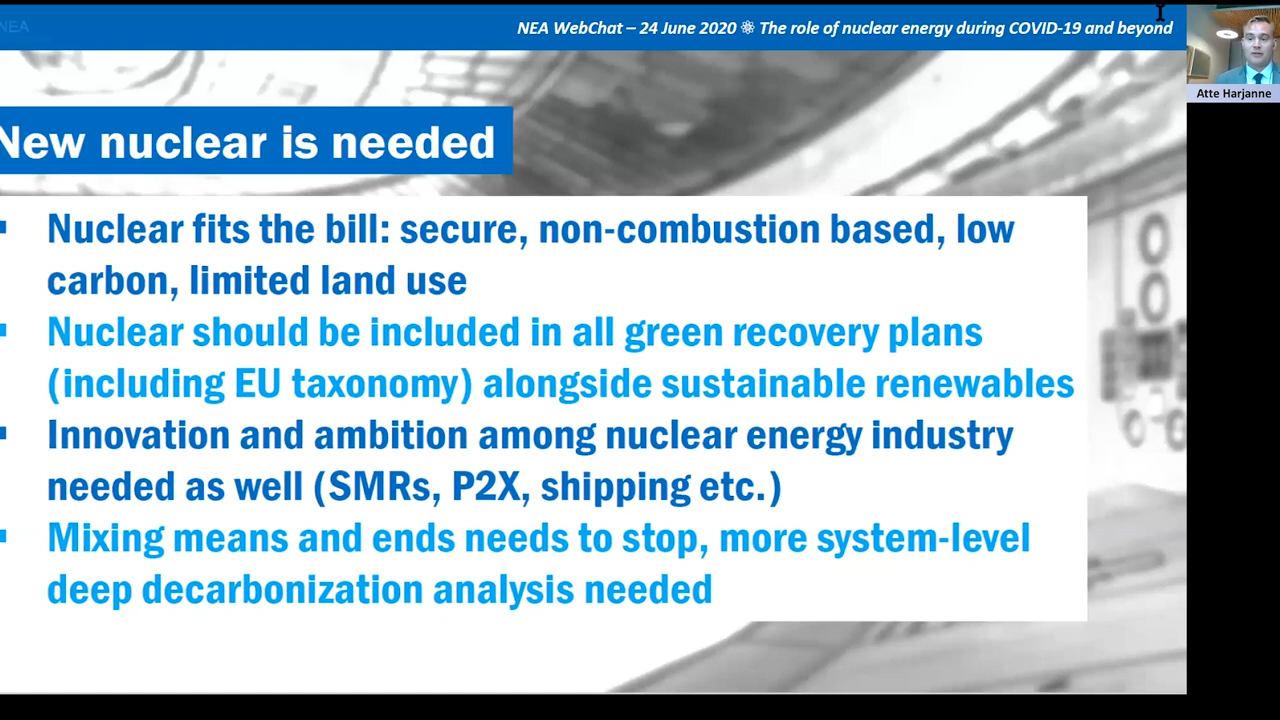 NEA
NEA WebChat – 24 June 2020 ⚛ The role of nuclear energy during COVID-19 and beyond
Atte Harjanne
New nuclear is needed
▪ Nuclear fits the bill: secure, non-combustion based, low
carbon, limited land use
▪ Nuclear should be included in all green recovery plans
(including EU taxonomy) alongside sustainable renewables
▪ Innovation and ambition among nuclear energy industry
needed as well (SMRs, P2X, shipping etc.)
▪ Mixing means and ends needs to stop, more system-level
deep decarbonization analysis needed